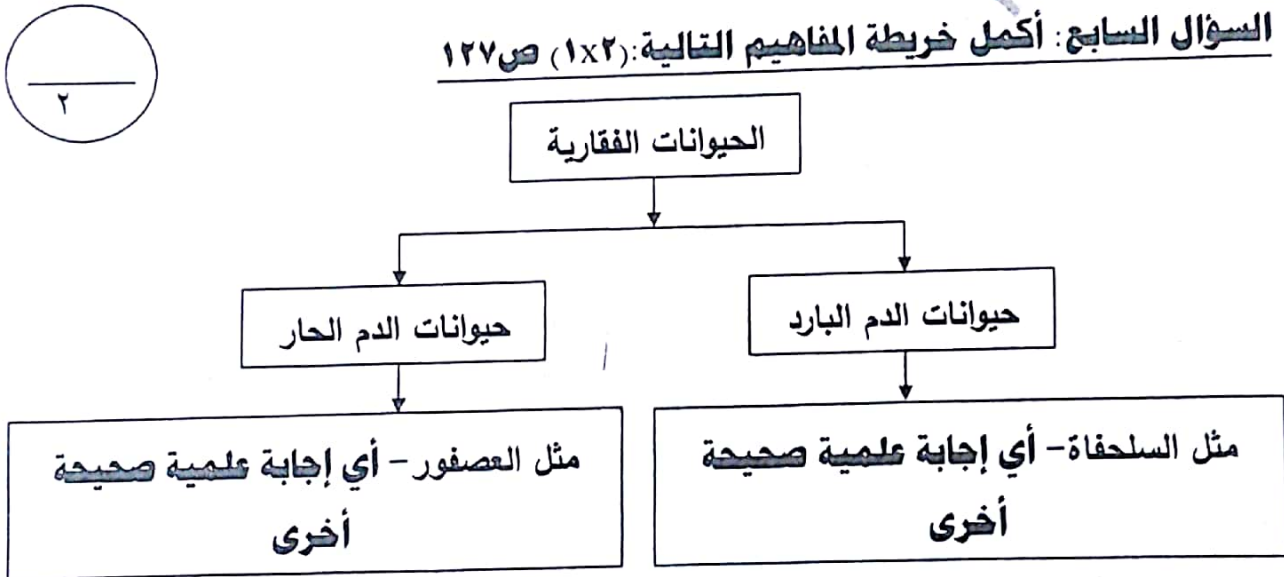 السؤال السابع: أكمل خريطة المفاهيم التالية:(١x٢) ص١٢٧
٢
الحيوانات الفقارية
حيوانات الدم البارد
حيوانات الدم الحار
مثل السلحفاة- أي إجابة علمية صحيحة
أخرى
مثل العصفور- أي إجابة علمية صحيحة
أخرى